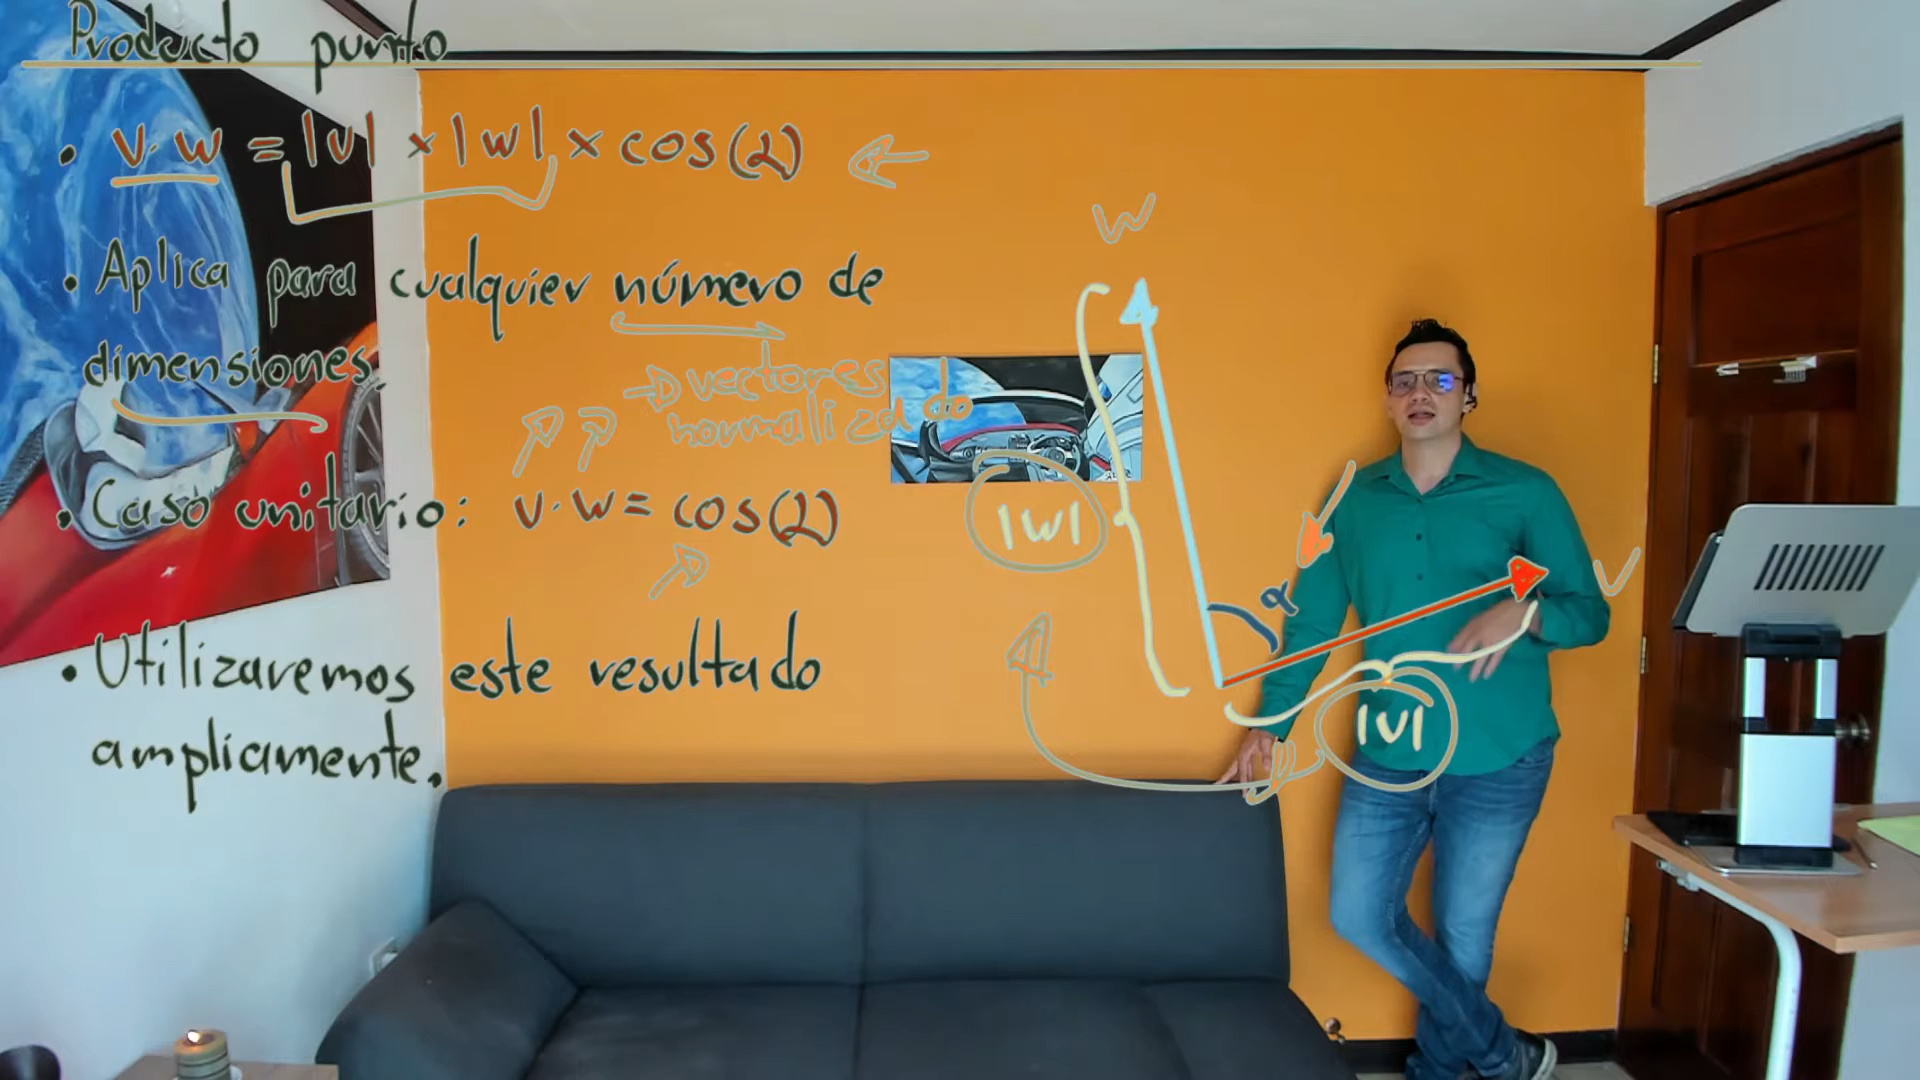 Producto punto
• v·w = |v| × |w| × cos(α)
• Aplica para cualquier número de
dimensiones.
→ vectores
normalizado
• Caso unitario: v·w = cos(α)
• Utilizaremos este resultado
ampliamente.
w
|w|
α
v
|v|